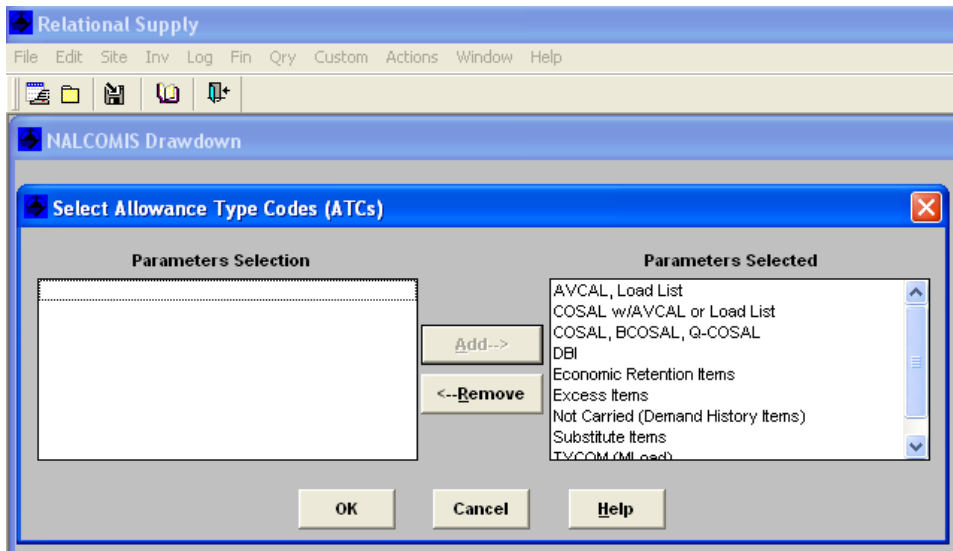 Relational Supply
File Edit Site Inv Log Fin Qry Custom Actions Window Help
NALCOMIS Drawdown
Select Allowance Type Codes (ATCs)
Parameters Selection
Parameters Selected
AVCAL, Load List
COSAL w/AVCAL or Load List
COSAL, BCOSAL, Q-COSAL
DBI
Economic Retention Items
Excess Items
Not Carried (Demand History Items)
Substitute Items
TYCOM (MLoad)
Add-->
<--Remove
OK Cancel Help